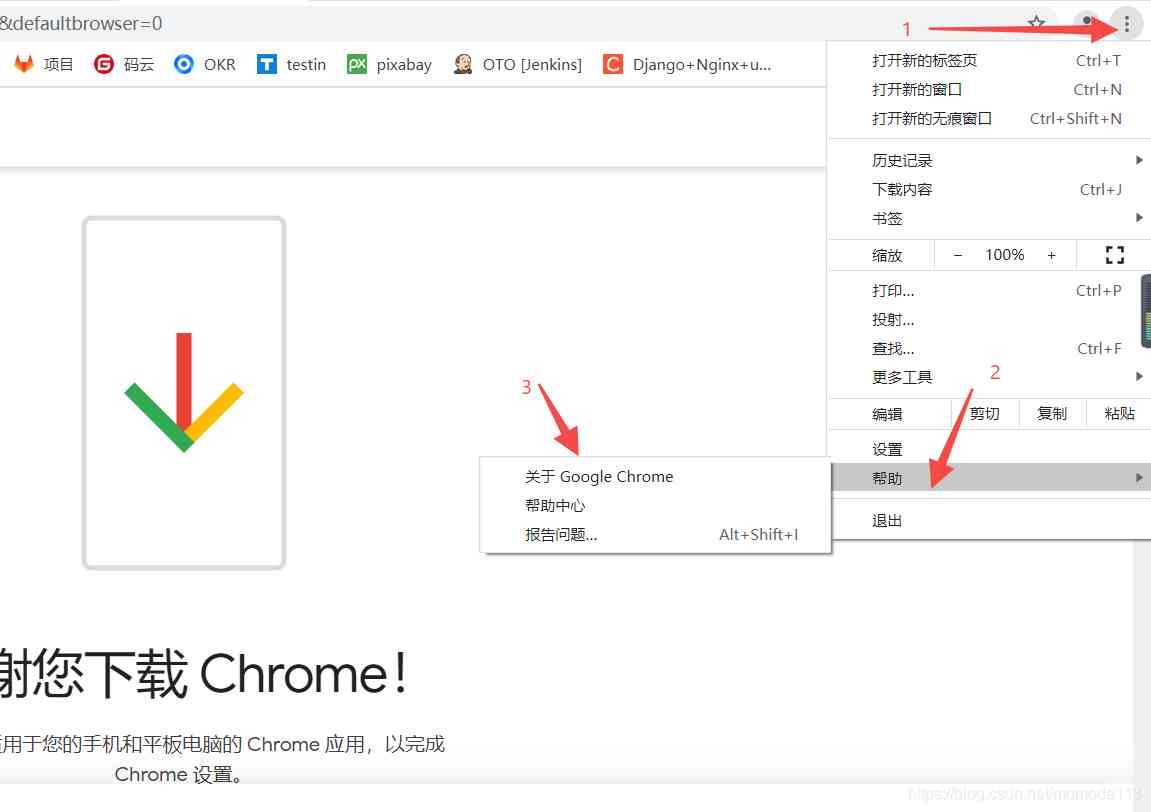 &defaultbrowser=0
1
项目 码云 OKR testin pixabay OTO [Jenkins] Django+Nginx+u...
打开新的标签页 Ctrl+T
打开新的窗口 Ctrl+N
打开新的无痕窗口 Ctrl+Shift+N
历史记录
下载内容 Ctrl+J
书签
缩放 − 100% +
打印... Ctrl+P
投射...
查找... Ctrl+F
更多工具
2
编辑 剪切 复制 粘贴
设置
帮助
退出
3
关于 Google Chrome
帮助中心
报告问题... Alt+Shift+I
谢您下载 Chrome！
适用于您的手机和平板电脑的 Chrome 应用，以完成
Chrome 设置。